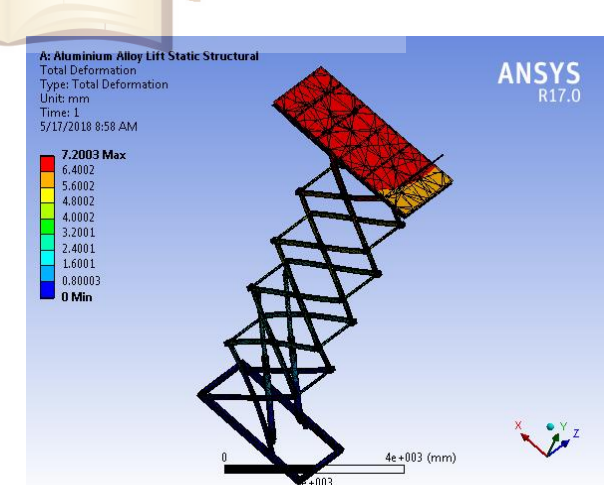 A: Aluminium Alloy Lift Static Structural
Total Deformation
Type: Total Deformation
Unit: mm
Time: 1
5/17/2018 8:58 AM
7.2003 Max
6.4002
5.6002
4.8002
4.0002
3.2001
2.4001
1.6001
0.80003
0 Min
ANSYS
R17.0
0
4e+003 (mm)
e+003
X
Y
Z